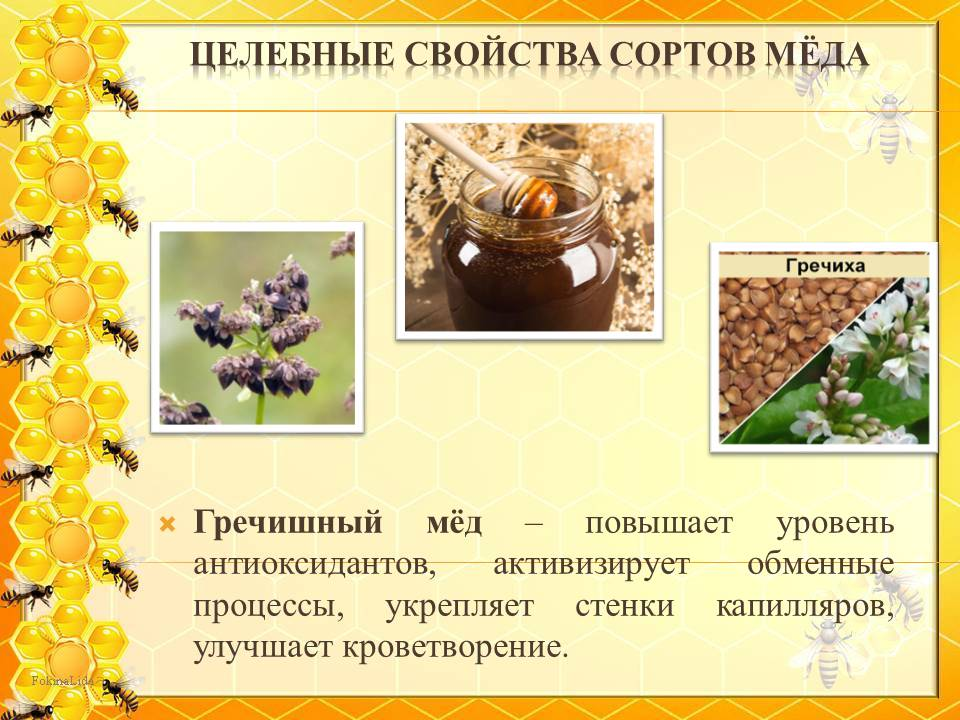 ЦЕЛЕБНЫЕ СВОЙСТВА СОРТОВ МЁДА
Гречиха
Гречишный мёд – повышает уровень
антиоксидантов, активизирует обменные
процессы, укрепляет стенки капилляров,
улучшает кроветворение.
FokinaLida